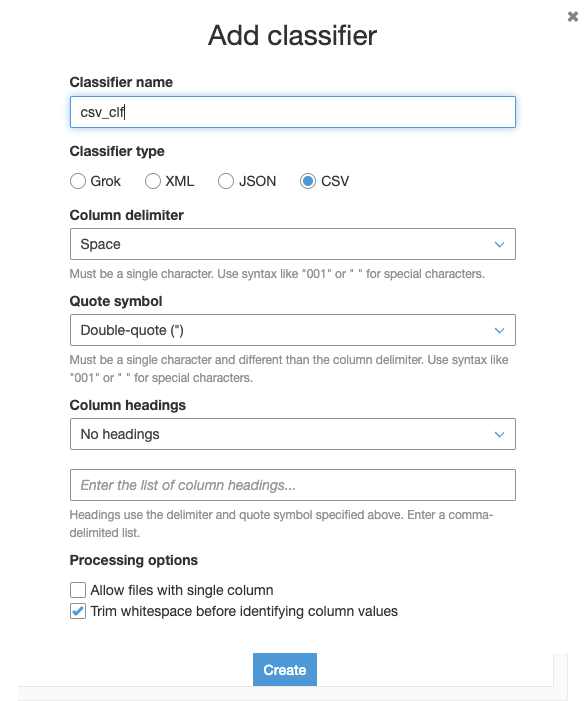 Add classifier
Classifier name
csv_clf
Classifier type
Grok XML JSON CSV
Column delimiter
Space
Must be a single character. Use syntax like "001" or " " for special characters.
Quote symbol
Double-quote (")
Must be a single character and different than the column delimiter. Use syntax like
"001" or " " for special characters.
Column headings
No headings
Enter the list of column headings...
Headings use the delimiter and quote symbol specified above. Enter a comma-
delimited list.
Processing options
Allow files with single column
Trim whitespace before identifying column values
Create